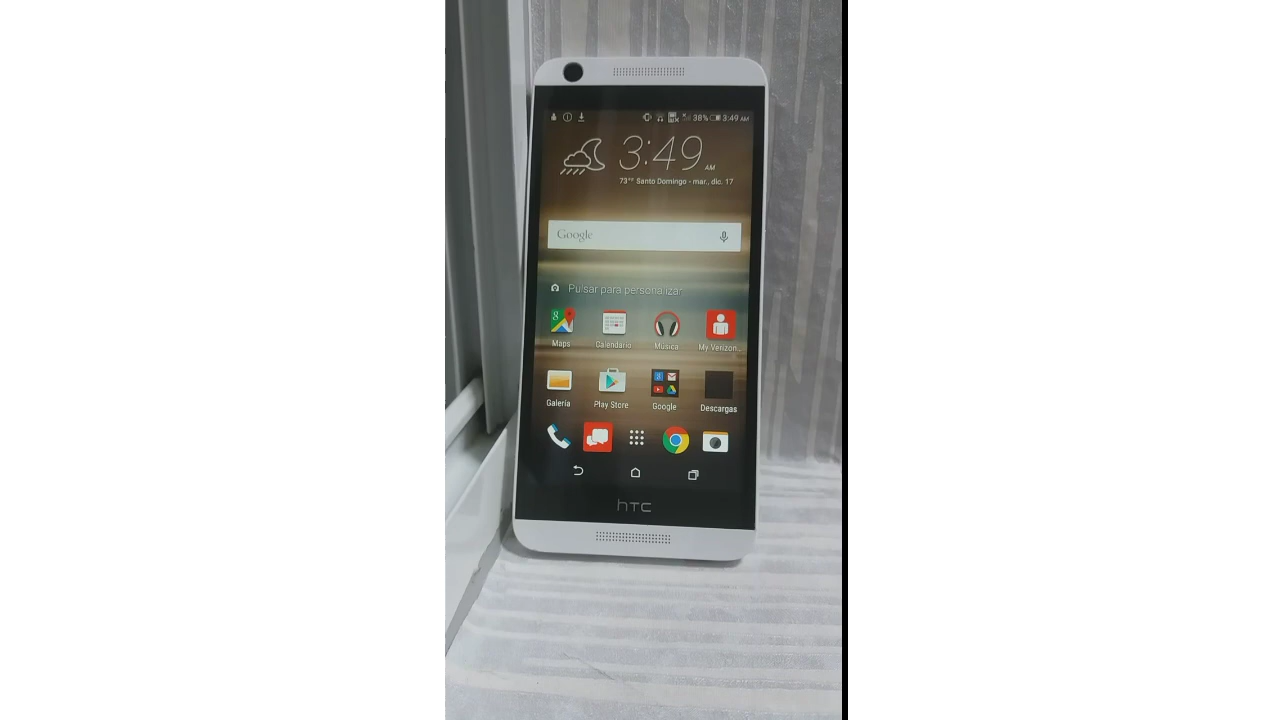 38% 3:49 AM
3:49 AM
73°F Santo Domingo - mar., dic. 17
Google
Pulsar para personalizar
Maps Calendario Música My Verizon...
Galería Play Store Google Descargas
hTC